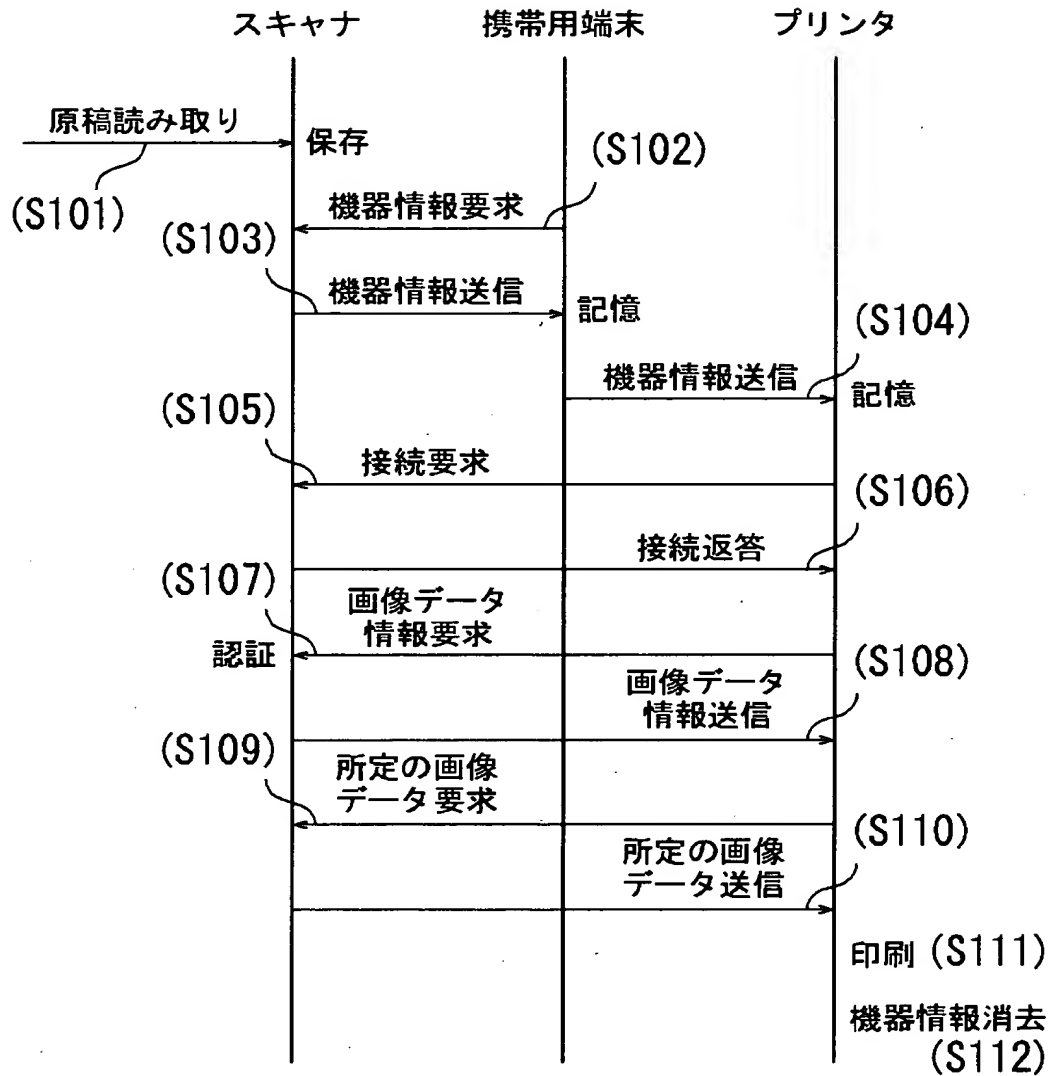 スキャナ 携帯用端末 プリンタ
原稿読み取り
保存
(S101)
(S102)
機器情報要求
(S103)
機器情報送信
記憶
(S104)
機器情報送信
記憶
(S105)
接続要求
(S106)
接続返答
(S107)
画像データ
情報要求
認証
(S108)
画像データ
情報送信
(S109)
所定の画像
データ要求
(S110)
所定の画像
データ送信
印刷 (S111)
機器情報消去
(S112)